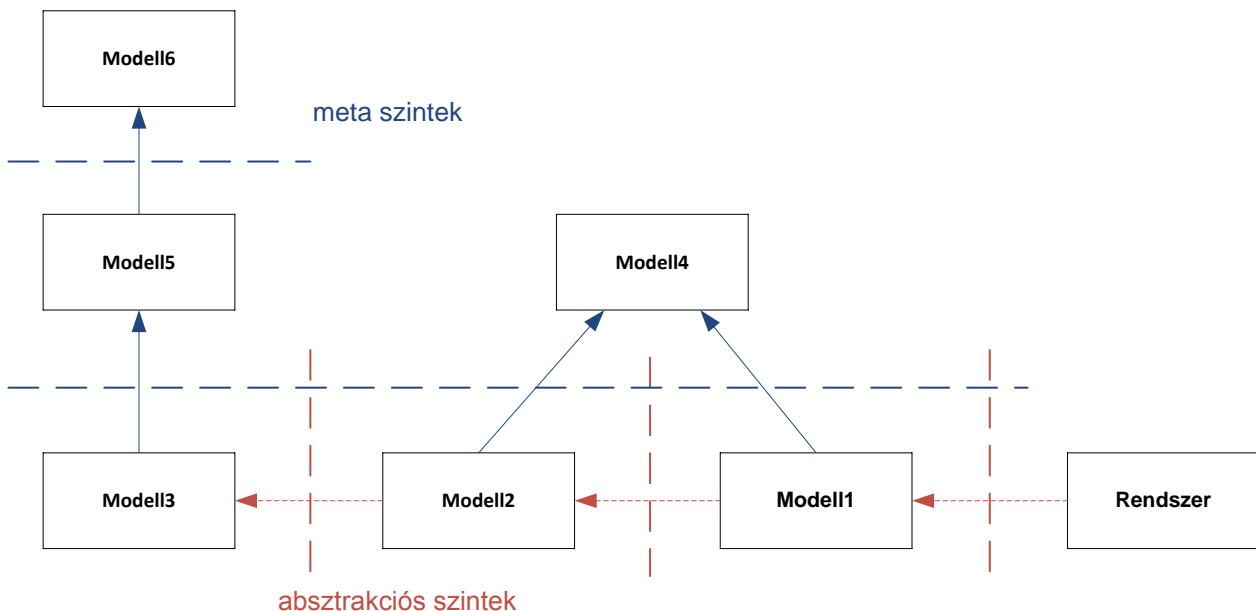 Modell6
meta szintek
Modell5
Modell4
Modell3
Modell2
Modell1
Rendszer
absztrakciós szintek